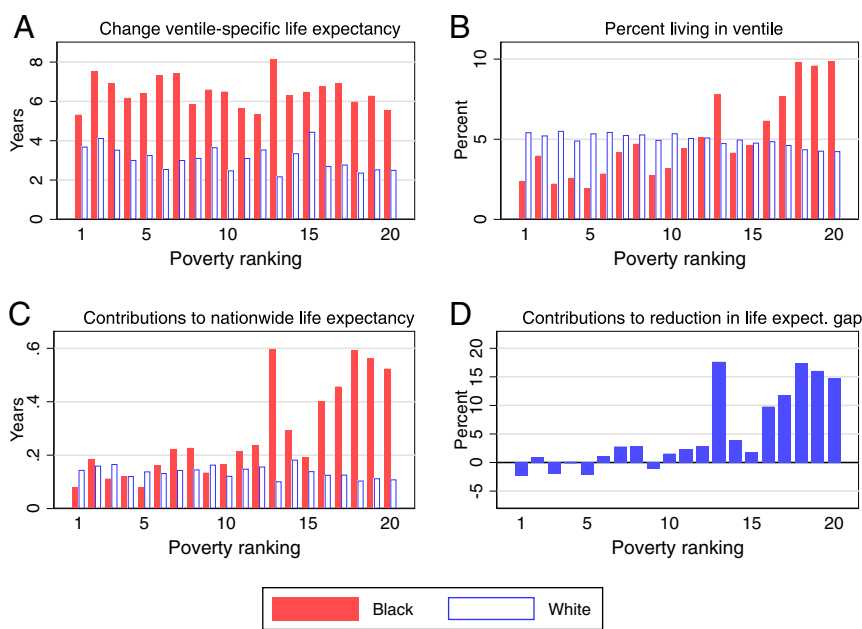 A
Change ventile-specific life expectancy
Years
0 2 4 6 8
1 5 10 15 20
Poverty ranking
B
Percent living in ventile
Percent
0 5 10
1 5 10 15 20
Poverty ranking
C
Contributions to nationwide life expectancy
Years
0 .2 .4 .6
1 5 10 15 20
Poverty ranking
D
Contributions to reduction in life expect. gap
Percent
-5 0 5 10 15 20
1 5 10 15 20
Poverty ranking
Black White